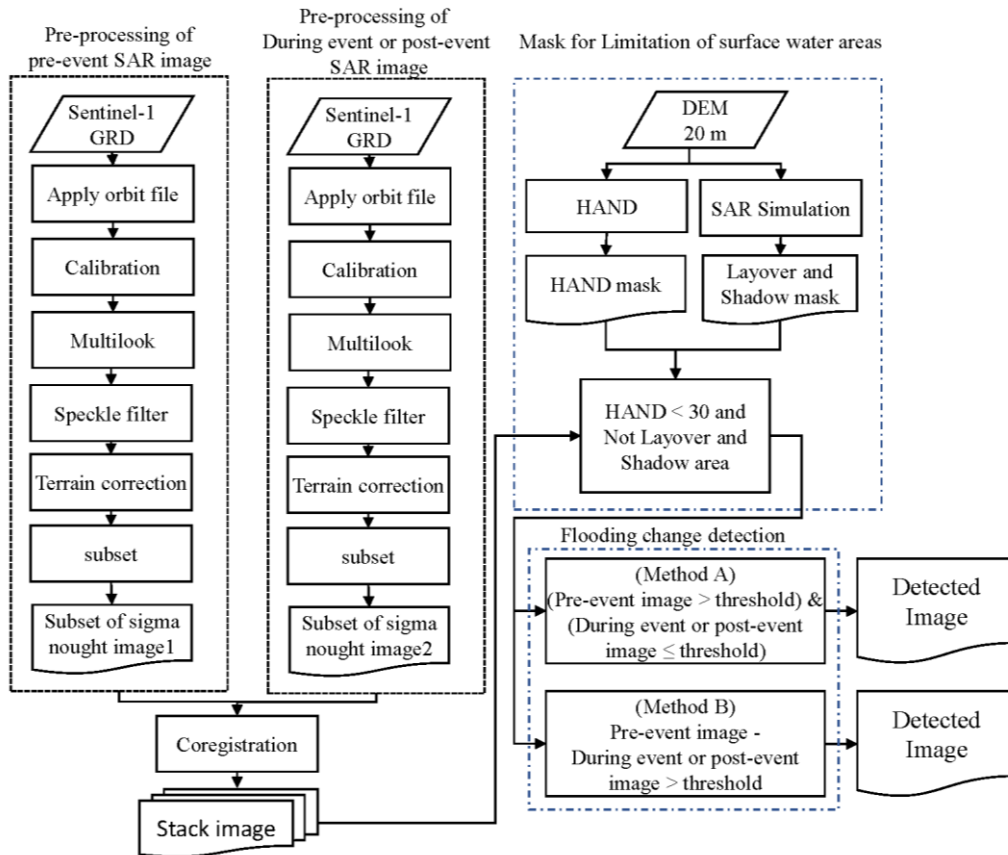 Pre-processing of
pre-event SAR image
Sentinel-1
GRD
Apply orbit file
Calibration
Multilook
Speckle filter
Terrain correction
subset
Subset of sigma
nought image1
Pre-processing of
During event or post-event
SAR image
Sentinel-1
GRD
Apply orbit file
Calibration
Multilook
Speckle filter
Terrain correction
subset
Subset of sigma
nought image2
Coregistration
Stack image
Mask for Limitation of surface water areas
DEM
20 m
HAND
SAR Simulation
HAND mask
Layover and
Shadow mask
HAND < 30 and
Not Layover and
Shadow area
Flooding change detection
(Method A)
(Pre-event image > threshold) &
(During event or post-event
image ≤ threshold)
Detected
Image
(Method B)
Pre-event image -
During event or post-event
image > threshold
Detected
Image